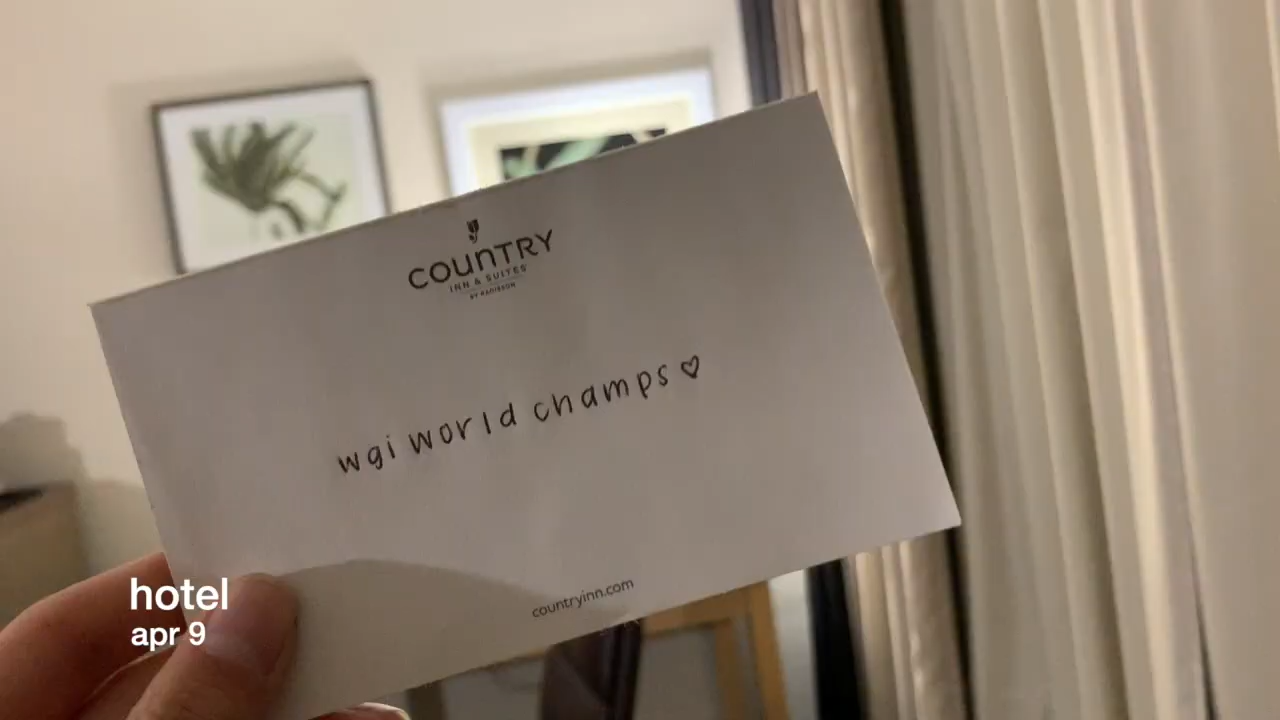 COUNTRY
INN & SUITES
BY RADISSON
wgi world champs♡
countryinn.com
hotel
apr 9